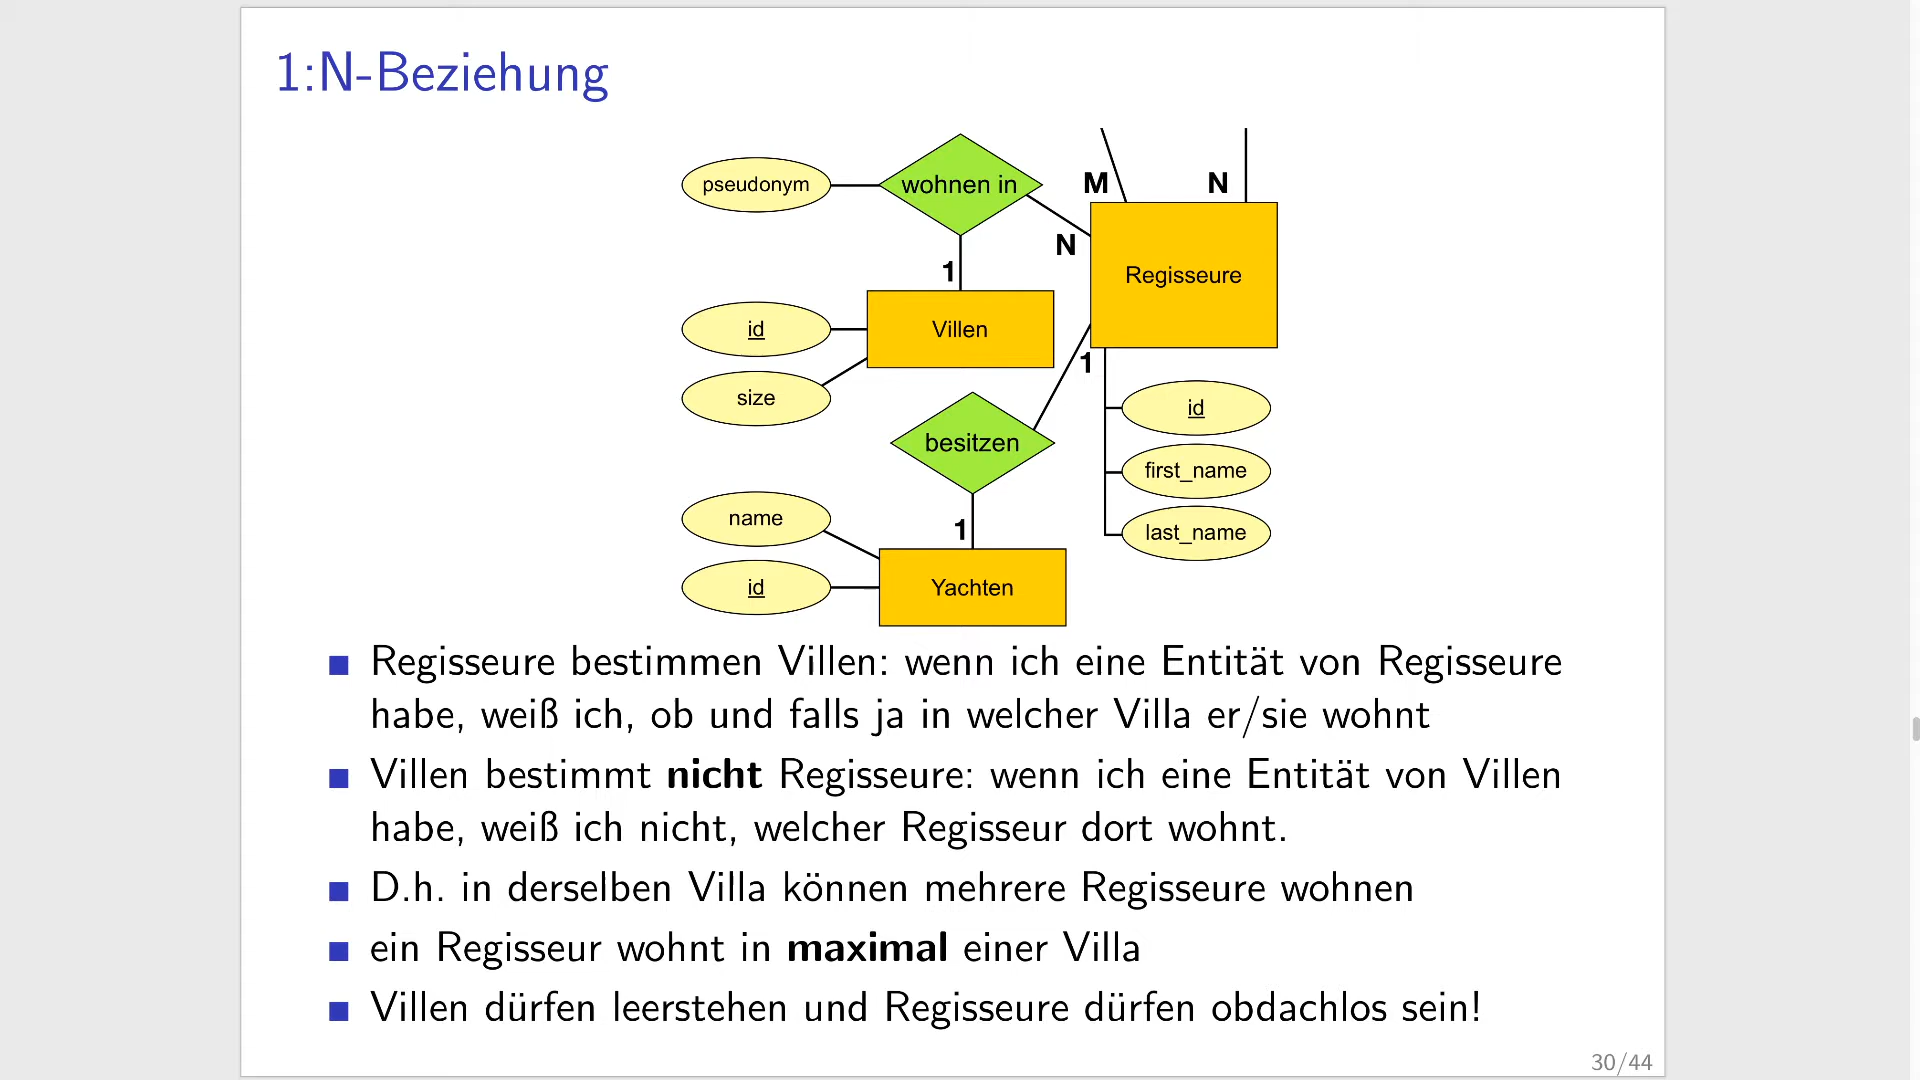 1:N-Beziehung
pseudonym
wohnen in
M
N
N
1
Regisseure
id
Villen
size
1
id
besitzen
first_name
name
1
last_name
id
Yachten
Regisseure bestimmen Villen: wenn ich eine Entität von Regisseure
habe, weiß ich, ob und falls ja in welcher Villa er/sie wohnt
Villen bestimmt nicht Regisseure: wenn ich eine Entität von Villen
habe, weiß ich nicht, welcher Regisseur dort wohnt.
D.h. in derselben Villa können mehrere Regisseure wohnen
ein Regisseur wohnt in maximal einer Villa
Villen dürfen leerstehen und Regisseure dürfen obdachlos sein!
30/44